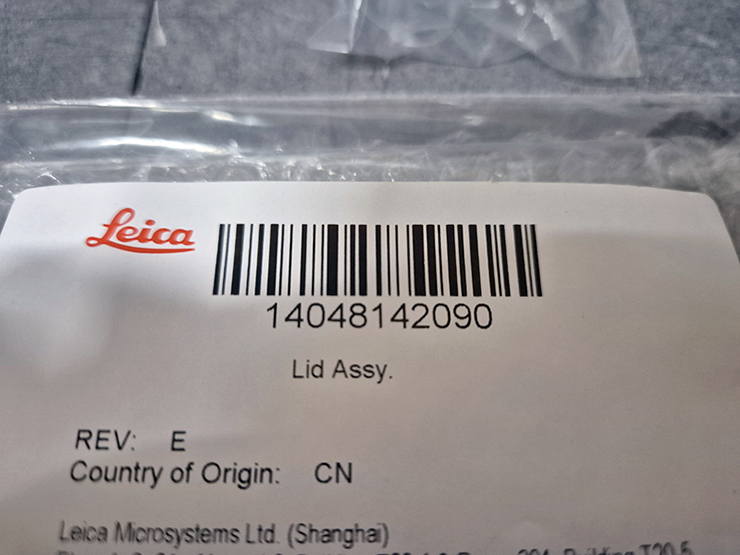 Leica
14048142090
Lid Assy.
REV: E
Country of Origin: CN
Leica Microsystems Ltd. (Shanghai)